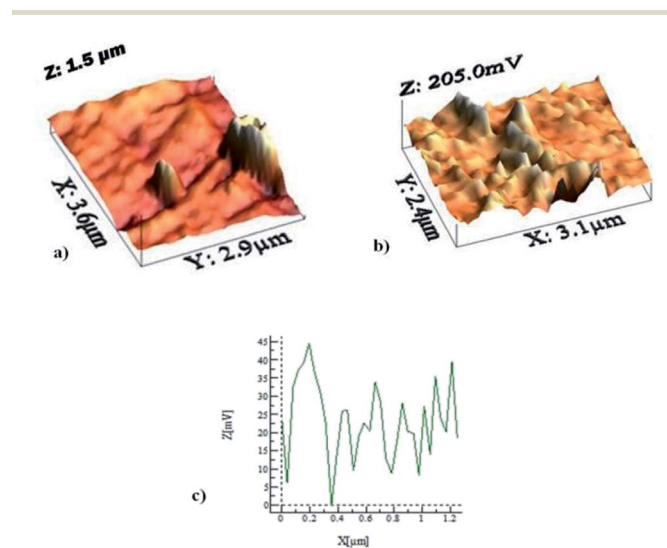 Z: 1.5 µm
X: 3.6µm
Y: 2.9µm
a)
Z: 205.0mV
Y: 2.4µm
X: 3.1µm
b)
45
40
35
30
25
20
15
10
5
0
Z[mV]
0 0.2 0.4 0.6 0.8 1 1.2
X[µm]
c)